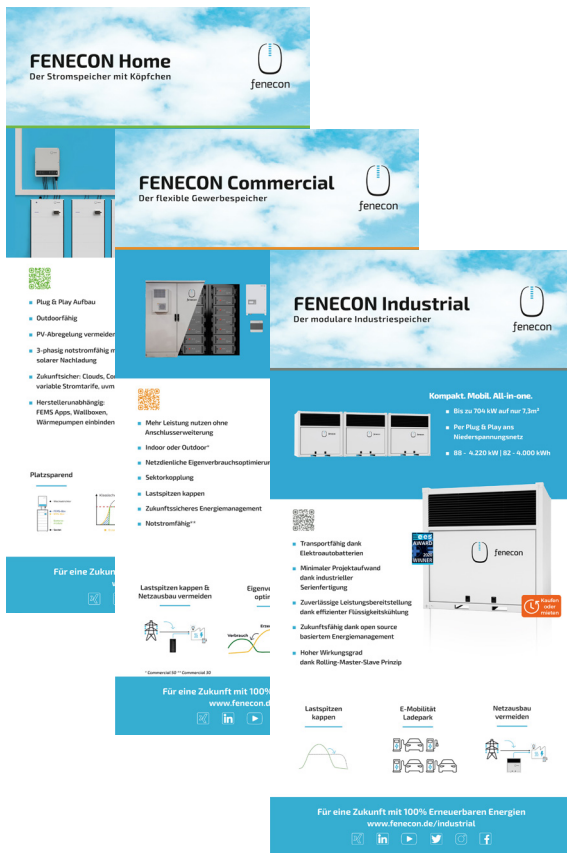 FENECON Home
Der Stromspeicher mit Köpfchen
fenecon
Plug & Play Aufbau
Outdoorfähig
PV-Abregelung vermeiden
3-phasig notstromfähig
solarer Nachladung
Zukunftsicher: Clouds,
variable Stromtarife, uvm
Herstellerunabhängig:
FEMS Apps, Wallboxen,
Wärmepumpen einbinden
Platzsparend
Für eine
FENECON Commercial
Der flexible Gewerbespeicher
fenecon
Mehr Leistung nutzen ohne
Anschlusserweiterung
Indoor oder Outdoor*
Netzdienliche Eigenverbrauchsoptimierun
Sektorkopplung
Lastspitzen kappen
Zukunftssicheres Energiemanagement
Notstromfähig**
Lastspitzen kappen &
Netzausbau vermeiden
Verbrauch
* Commercial 50 ** Commercial 30
Für eine Zukunft mit 100%
www.fenecon.d
in
FENECON Industrial
Der modulare Industriespeicher
fenecon
Kompakt. Mobil. All-in-one.
Bis zu 704 kW auf nur 7,3m²
Per Plug & Play ans
Niederspannungsnetz
88 - 4.220 kW | 82 - 4.000 kWh
Transportfähig dank
Elektroautobatterien
Minimaler Projektaufwand
dank industrieller
Serienfertigung
Zuverlässige Leistungsbereitstellung
dank effizienter Flüssigkeitskühlung
Zukunftsfähig dank open source
basiertem Energiemanagement
Hoher Wirkungsgrad
dank Rolling-Master-Slave Prinzip
ees
AWARD
WINNER
fenecon
Kaufen
oder
mieten
Lastspitzen
kappen
E-Mobilität
Ladepark
Netzausbau
vermeiden
Für eine Zukunft mit 100% Erneuerbaren Energien
www.fenecon.de/industrial
in
f